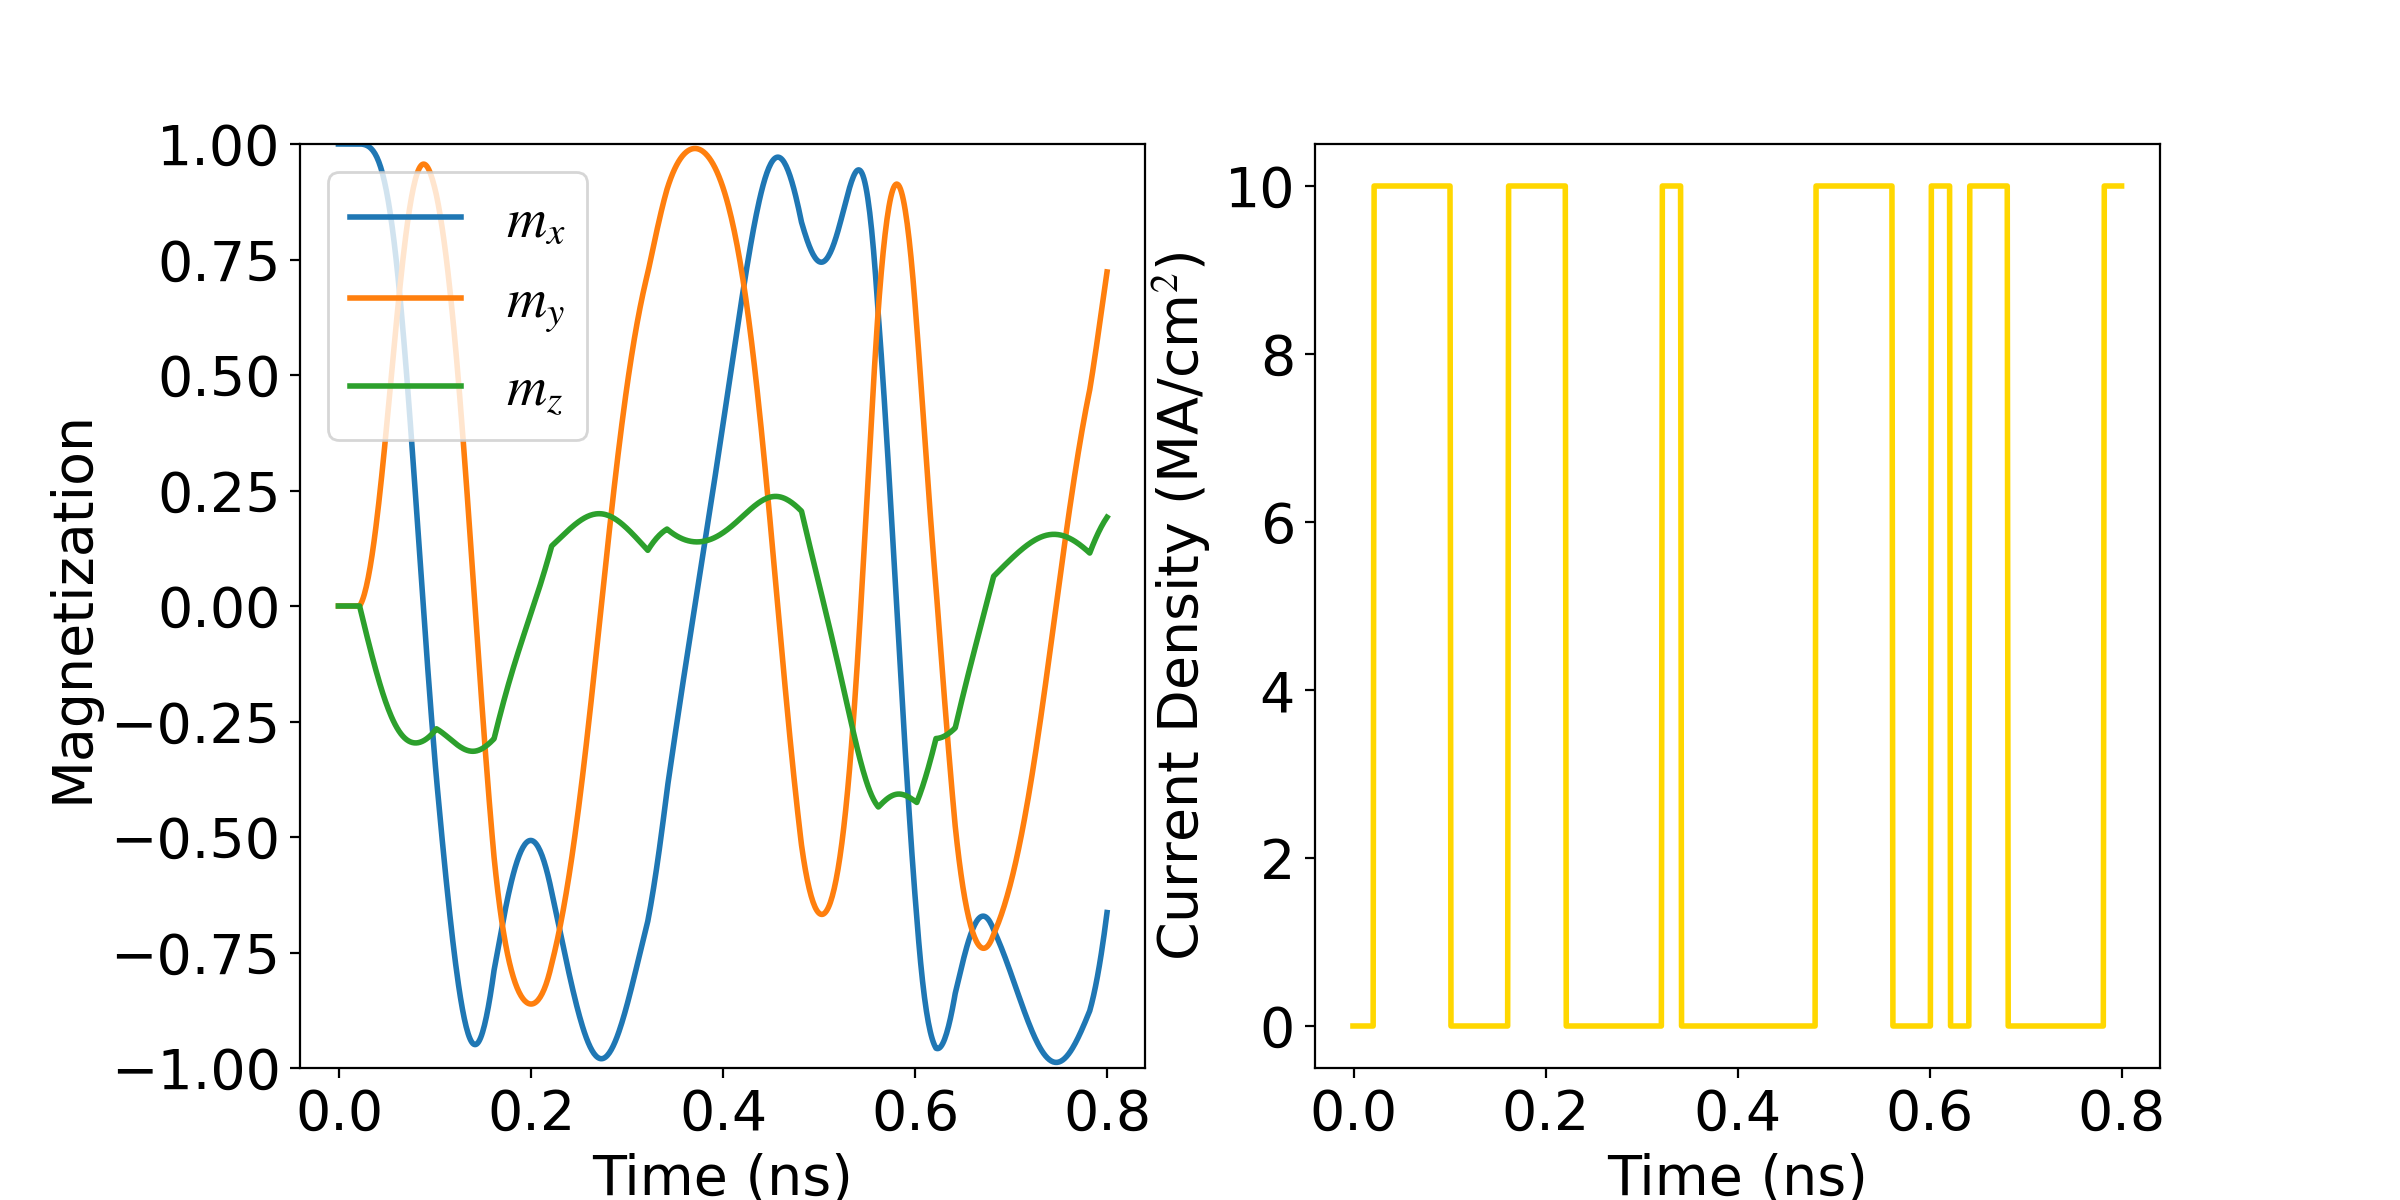 1.00
0.75
0.50
0.25
0.00
−0.25
−0.50
−0.75
−1.00
Magnetization
m_x
m_y
m_z
0.0 0.2 0.4 0.6 0.8
Time (ns)
10
8
6
4
2
0
Current Density (MA/cm²)
0.0 0.2 0.4 0.6 0.8
Time (ns)